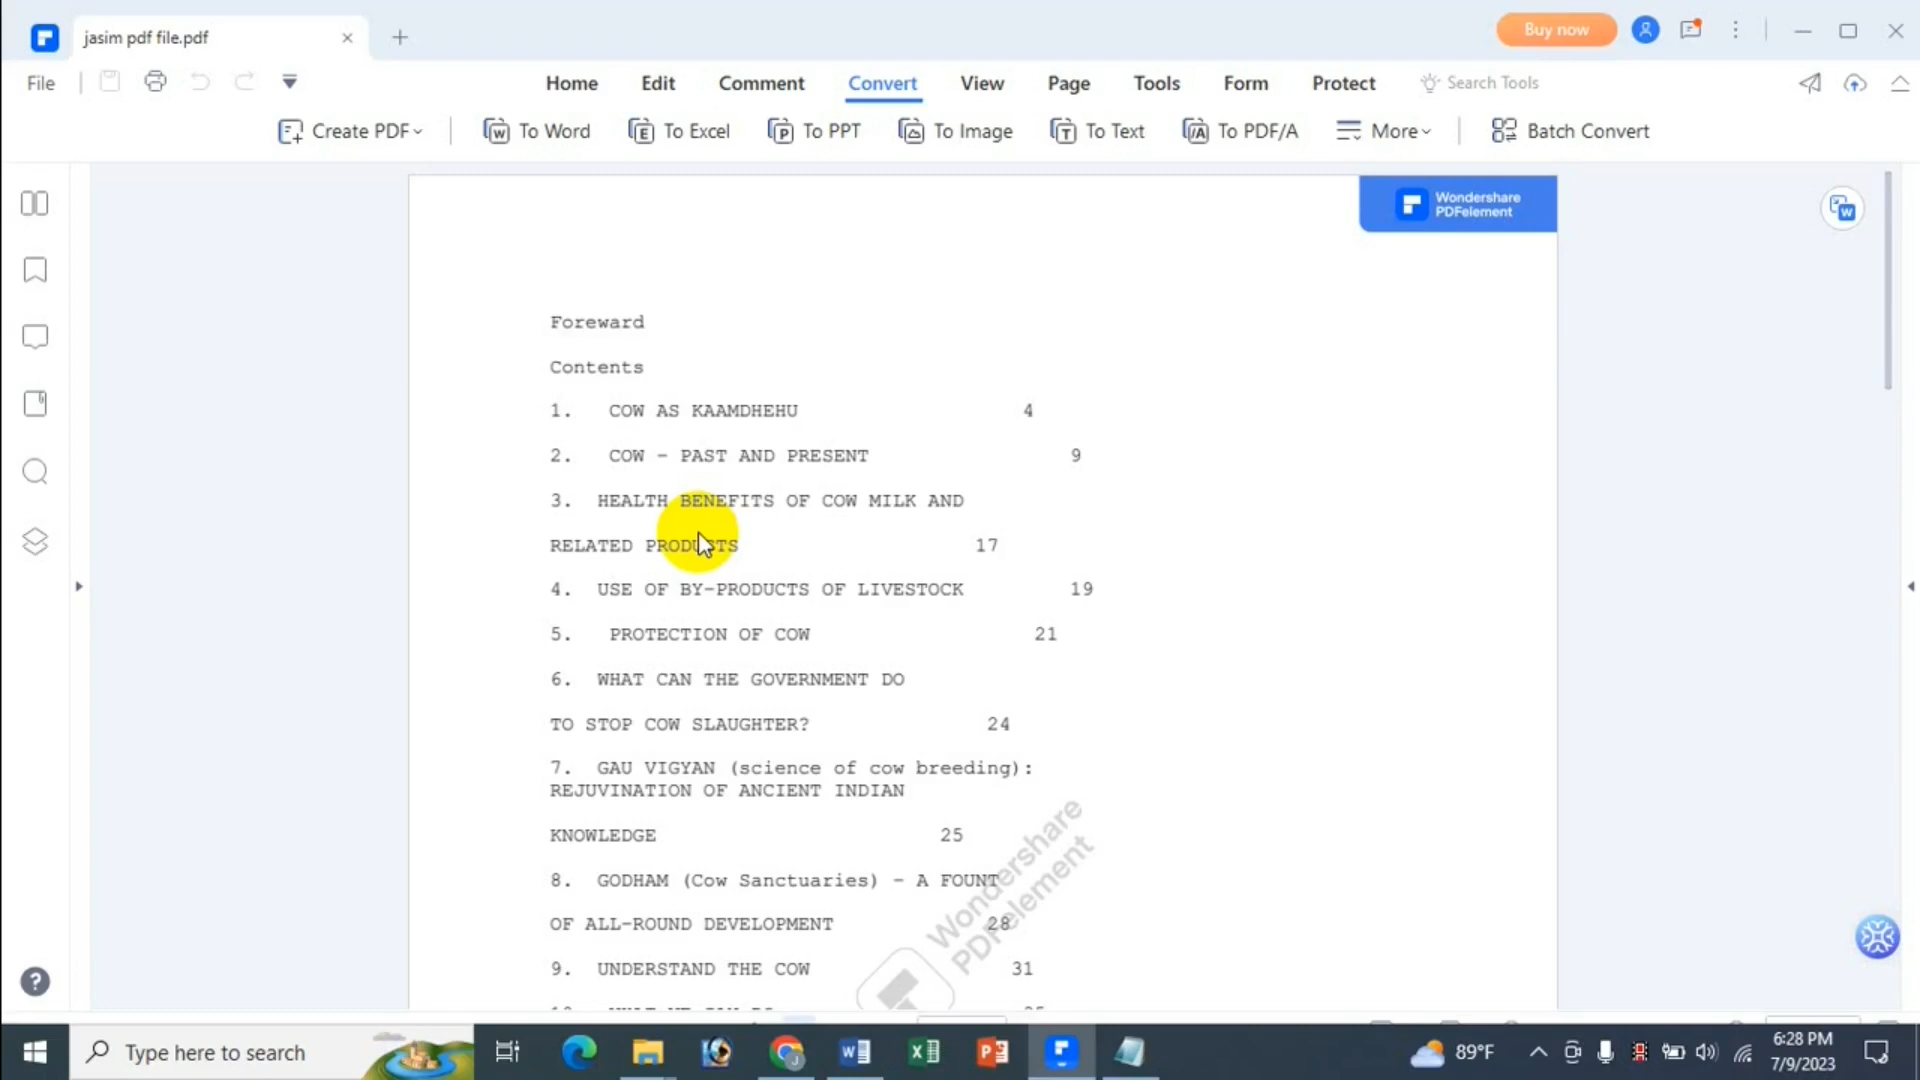 jasim pdf file.pdf
Buy now
File
Home Edit Comment Convert View Page Tools Form Protect Search Tools
Create PDF To Word To Excel To PPT To Image To Text To PDF/A More Batch Convert
Wondershare
PDFelement
Foreward
Contents
1. COW AS KAAMDHEHU 4
2. COW - PAST AND PRESENT 9
3. HEALTH BENEFITS OF COW MILK AND
RELATED PRODUCTS 17
4. USE OF BY-PRODUCTS OF LIVESTOCK 19
5. PROTECTION OF COW 21
6. WHAT CAN THE GOVERNMENT DO
TO STOP COW SLAUGHTER? 24
7. GAU VIGYAN (science of cow breeding):
REJUVINATION OF ANCIENT INDIAN
KNOWLEDGE 25
8. GODHAM (Cow Sanctuaries) - A FOUNT
OF ALL-ROUND DEVELOPMENT 28
9. UNDERSTAND THE COW 31
Wondershare
PDFelement
Type here to search
89°F
6:28 PM
7/9/2023